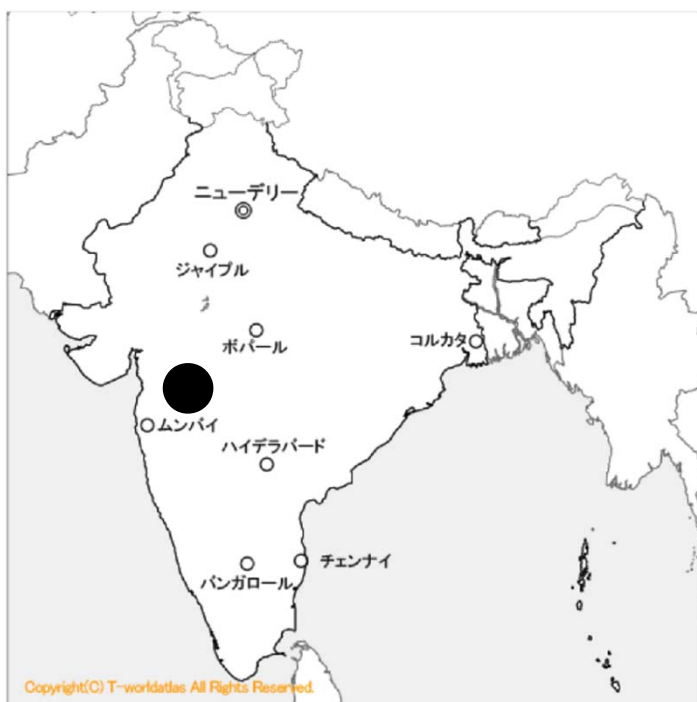 ニューデリー
ジャイプル
ボパール
コルカタ
ムンバイ
ハイデラバード
チェンナイ
バンガロール
Copyright(C) T-worldatlas All Rights Reserved.